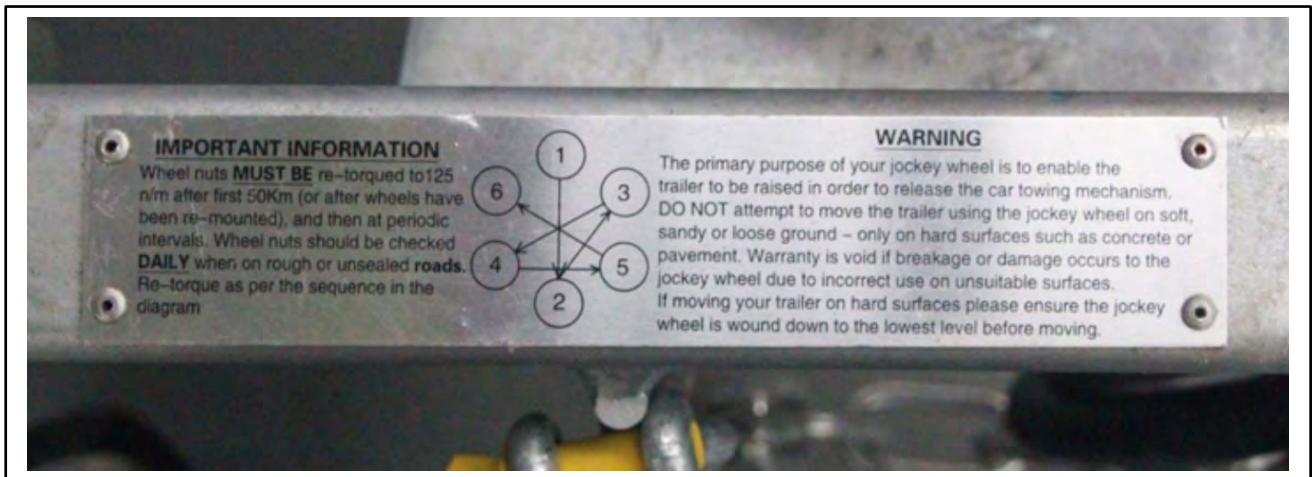 IMPORTANT INFORMATION
Wheel nuts MUST BE re-torqued to125
n/m after first 50Km (or after wheels have
been re-mounted), and then at periodic
intervals. Wheel nuts should be checked
DAILY when on rough or unsealed roads.
Re-torque as per the sequence in the
diagram
1
6
3
4
5
2
WARNING
The primary purpose of your jockey wheel is to enable the
trailer to be raised in order to release the car towing mechanism.
DO NOT attempt to move the trailer using the jockey wheel on soft,
sandy or loose ground – only on hard surfaces such as concrete or
pavement. Warranty is void if breakage or damage occurs to the
jockey wheel due to incorrect use on unsuitable surfaces.
If moving your trailer on hard surfaces please ensure the jockey
wheel is wound down to the lowest level before moving.